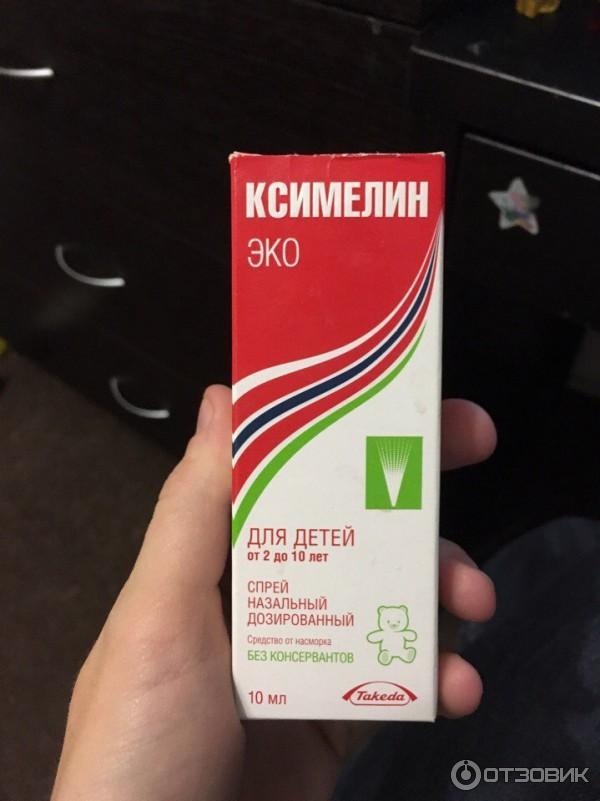 КСИМЕЛИН
ЭКО
ДЛЯ ДЕТЕЙ
от 2 до 10 лет
СПРЕЙ
НАЗАЛЬНЫЙ
ДОЗИРОВАННЫЙ
Средство от насморка
БЕЗ КОНСЕРВАНТОВ
10 мл
Takeda
ОТЗОВИК